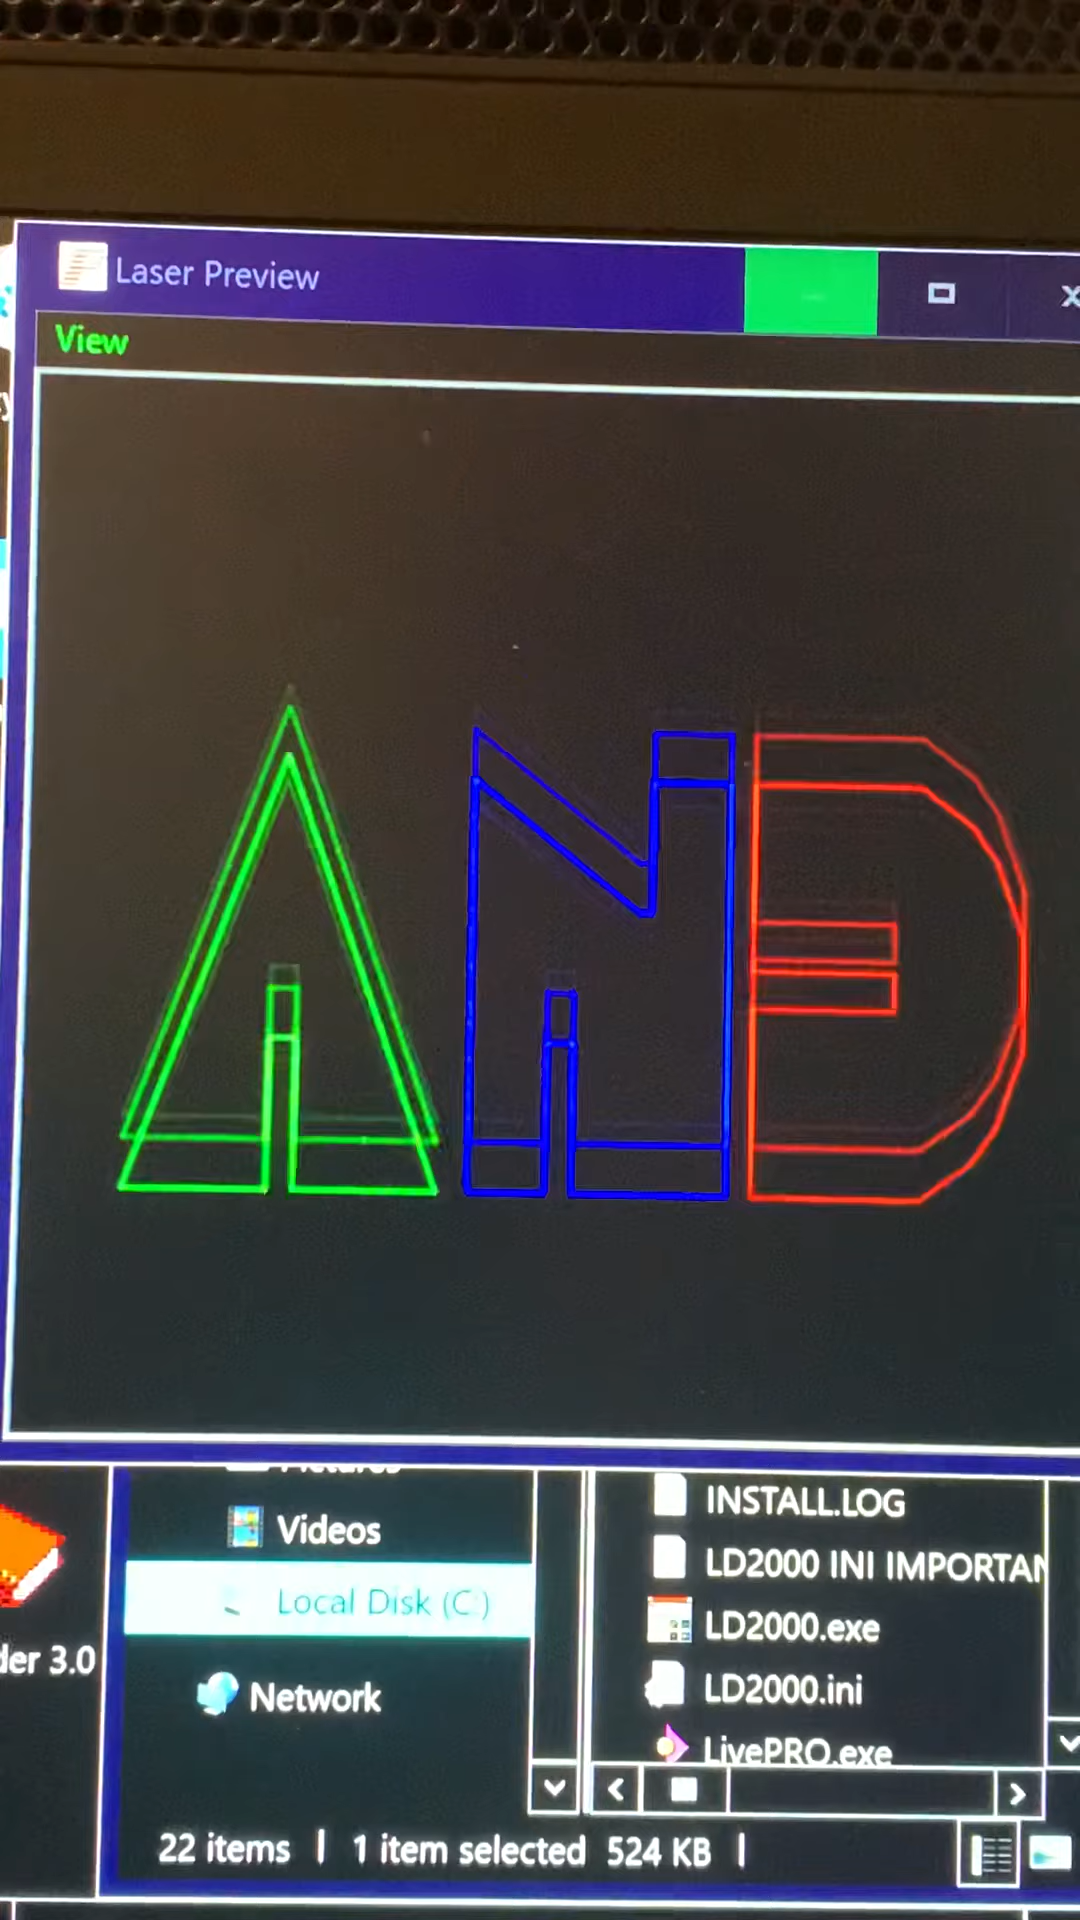 Laser Preview
View
AND
Pictures
Videos
Local Disk (C:)
Network
der 3.0
INSTALL.LOG
LD2000 INI IMPORTAN
LD2000.exe
LD2000.ini
LivePRO.exe
22 items | 1 item selected 524 KB |